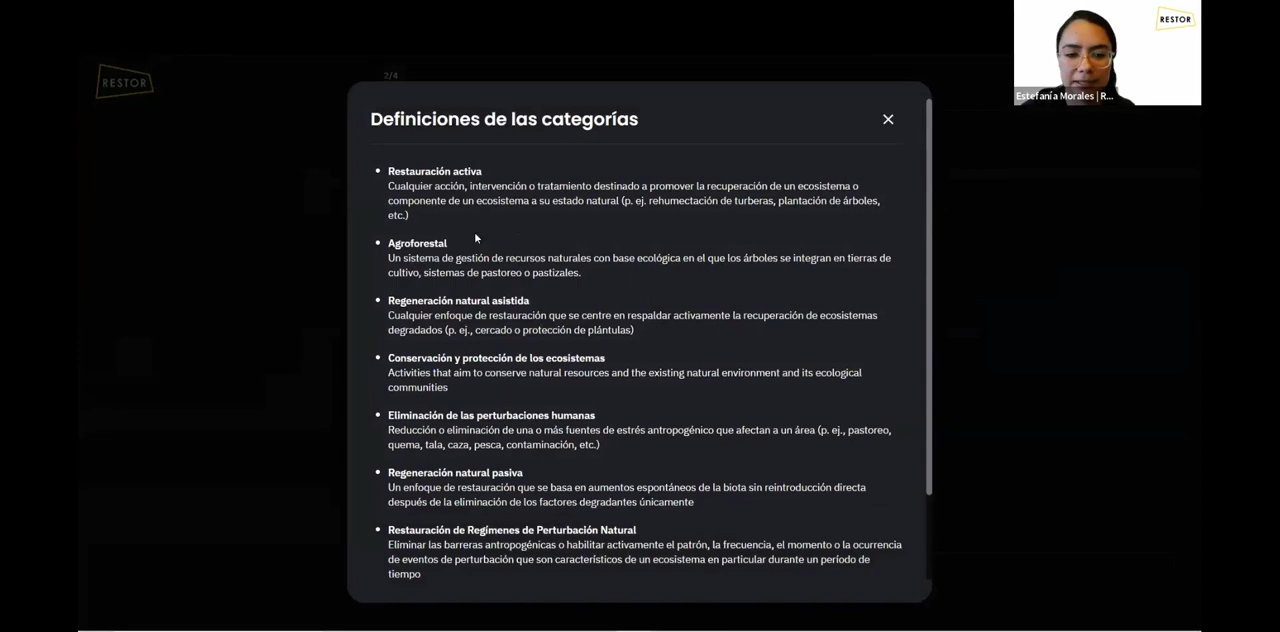 RESTOR
Estefanía Morales | R...
RESTOR
2/4
Definiciones de las categorías
Restauración activa
Cualquier acción, intervención o tratamiento destinado a promover la recuperación de un ecosistema o
componente de un ecosistema a su estado natural (p. ej. rehumectación de turberas, plantación de árboles,
etc.)
Agroforestal
Un sistema de gestión de recursos naturales con base ecológica en el que los árboles se integran en tierras de
cultivo, sistemas de pastoreo o pastizales.
Regeneración natural asistida
Cualquier enfoque de restauración que se centre en respaldar activamente la recuperación de ecosistemas
degradados (p. ej., cercado o protección de plántulas)
Conservación y protección de los ecosistemas
Activities that aim to conserve natural resources and the existing natural environment and its ecological
communities
Eliminación de las perturbaciones humanas
Reducción o eliminación de una o más fuentes de estrés antropogénico que afectan a un área (p. ej., pastoreo,
quema, tala, caza, pesca, contaminación, etc.)
Regeneración natural pasiva
Un enfoque de restauración que se basa en aumentos espontáneos de la biota sin reintroducción directa
después de la eliminación de los factores degradantes únicamente
Restauración de Regímenes de Perturbación Natural
Eliminar las barreras antropogénicas o habilitar activamente el patrón, la frecuencia, el momento o la ocurrencia
de eventos de perturbación que son característicos de un ecosistema en particular durante un período de
tiempo